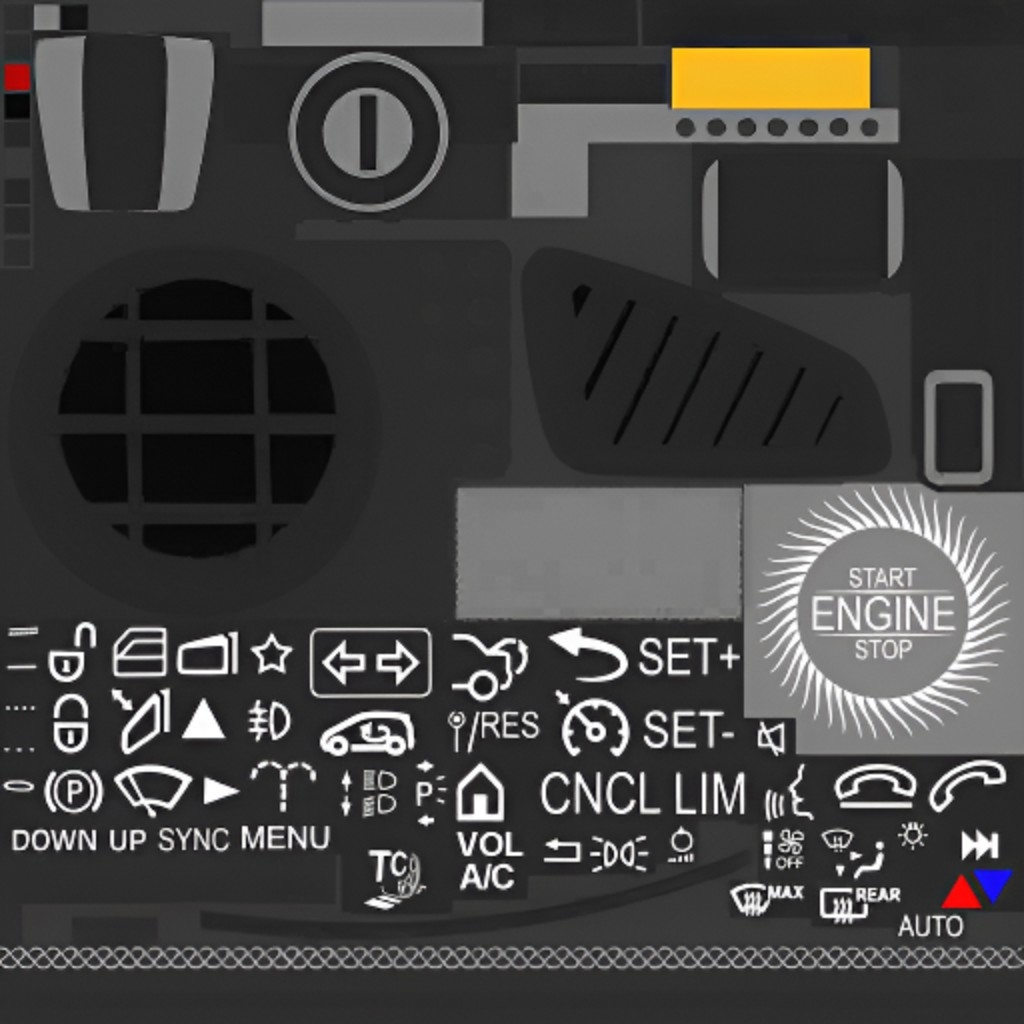 START
ENGINE
STOP
SET+
/RES
SET-
P
P
CNCL LIM
DOWN UP SYNC MENU
VOL
A/C
TC
OFF
MAX
REAR
AUTO